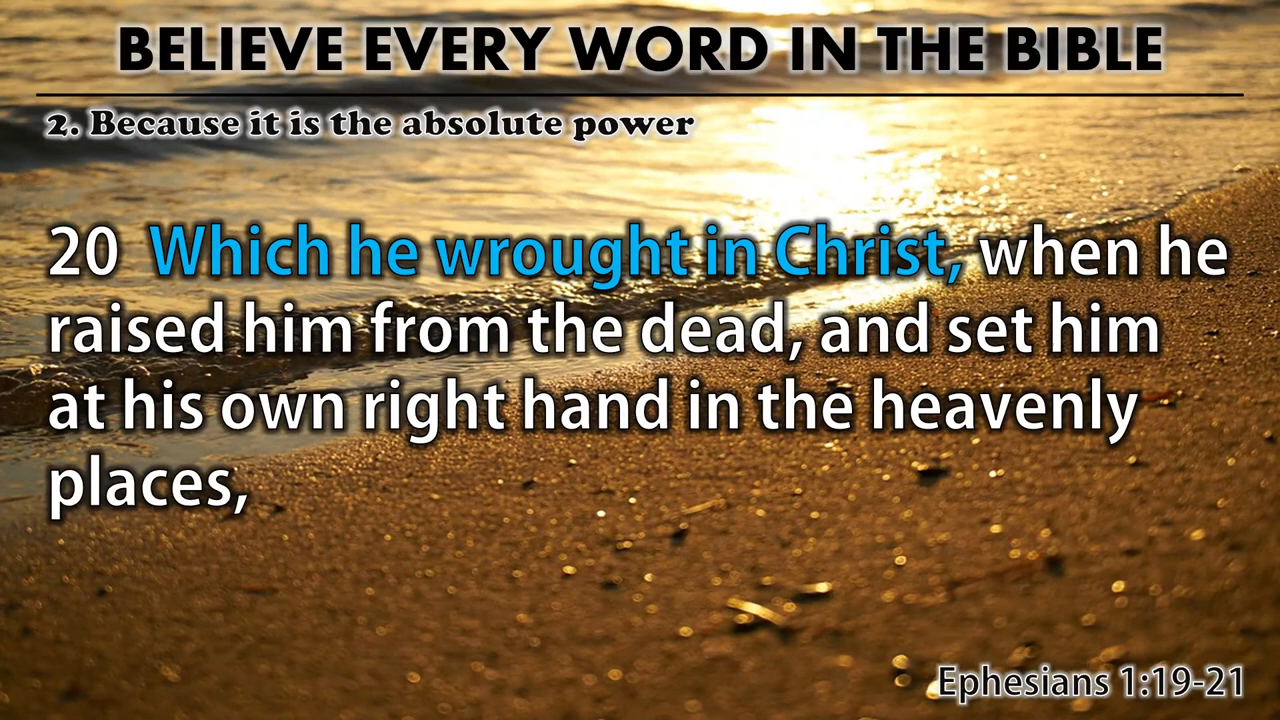 BELIEVE EVERY WORD IN THE BIBLE
2. Because it is the absolute power
20 Which he wrought in Christ, when he
raised him from the dead, and set him
at his own right hand in the heavenly
places,
Ephesians 1:19-21